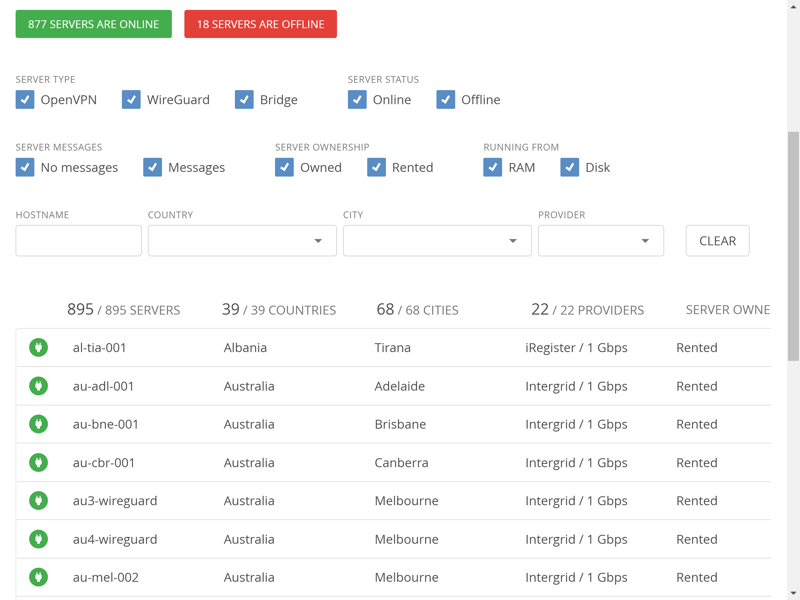 877 SERVERS ARE ONLINE 18 SERVERS ARE OFFLINE
SERVER TYPE SERVER STATUS
OpenVPN WireGuard Bridge Online Offline
SERVER MESSAGES SERVER OWNERSHIP RUNNING FROM
No messages Messages Owned Rented RAM Disk
HOSTNAME COUNTRY CITY PROVIDER
CLEAR
895 / 895 SERVERS 39 / 39 COUNTRIES 68 / 68 CITIES 22 / 22 PROVIDERS SERVER OWNE
al-tia-001 Albania Tirana iRegister / 1 Gbps Rented
au-adl-001 Australia Adelaide Intergrid / 1 Gbps Rented
au-bne-001 Australia Brisbane Intergrid / 1 Gbps Rented
au-cbr-001 Australia Canberra Intergrid / 1 Gbps Rented
au3-wireguard Australia Melbourne Intergrid / 1 Gbps Rented
au4-wireguard Australia Melbourne Intergrid / 1 Gbps Rented
au-mel-002 Australia Melbourne Intergrid / 1 Gbps Rented